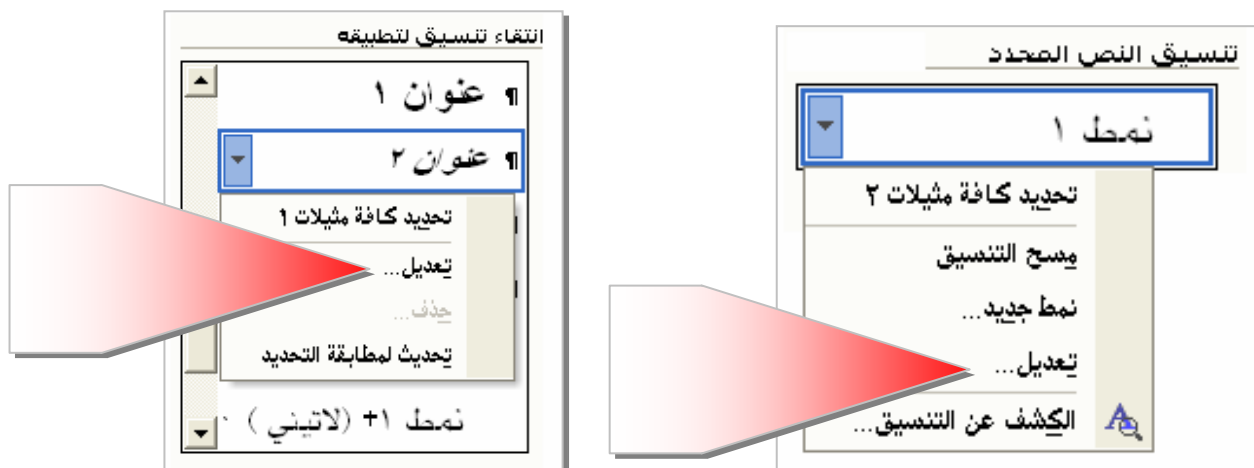 تنسيق النص المحدد
نمط ١
تحديد كافة مثيلات ٢
مسح التنسيق
نمط جديد...
تعديل...
الكشف عن التنسيق...
انتقاء تنسيق لتطبيقه
¶ عنوان ١
¶ عنوان ٢
تحديد كافة مثيلات ١
تعديل...
حذف...
تحديث لمطابقة التحديد
نمط ١+ (لاتيني )